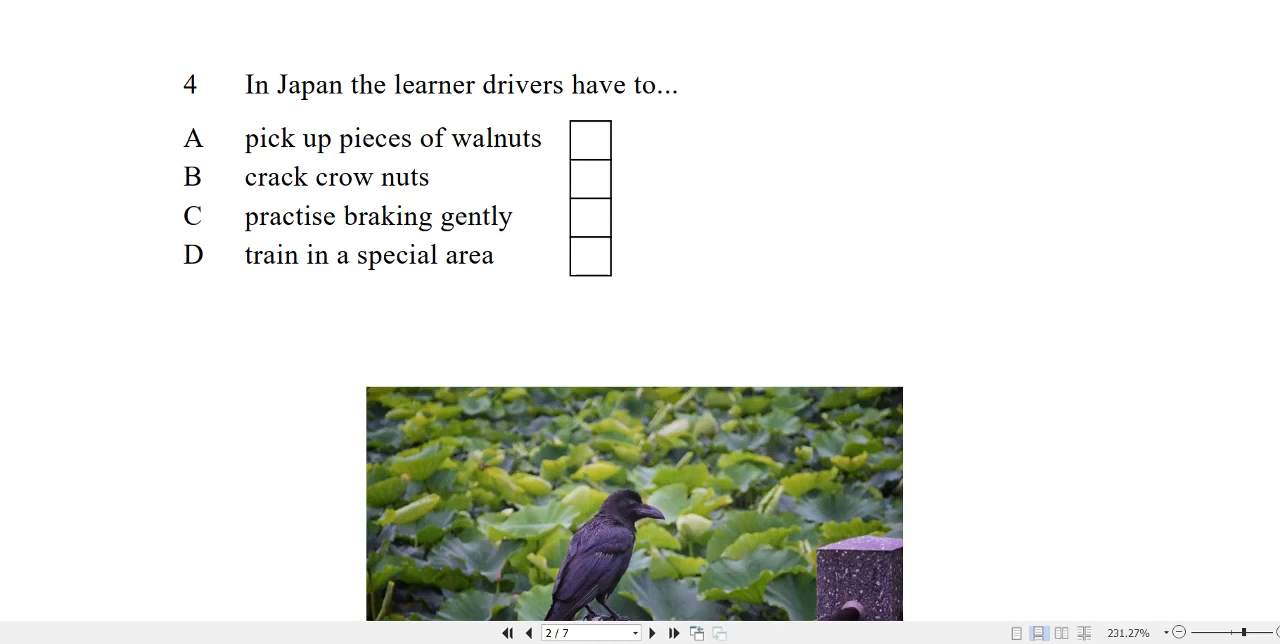 4 In Japan the learner drivers have to...
A pick up pieces of walnuts
B crack crow nuts
C practise braking gently
D train in a special area
2 / 7
231,27%